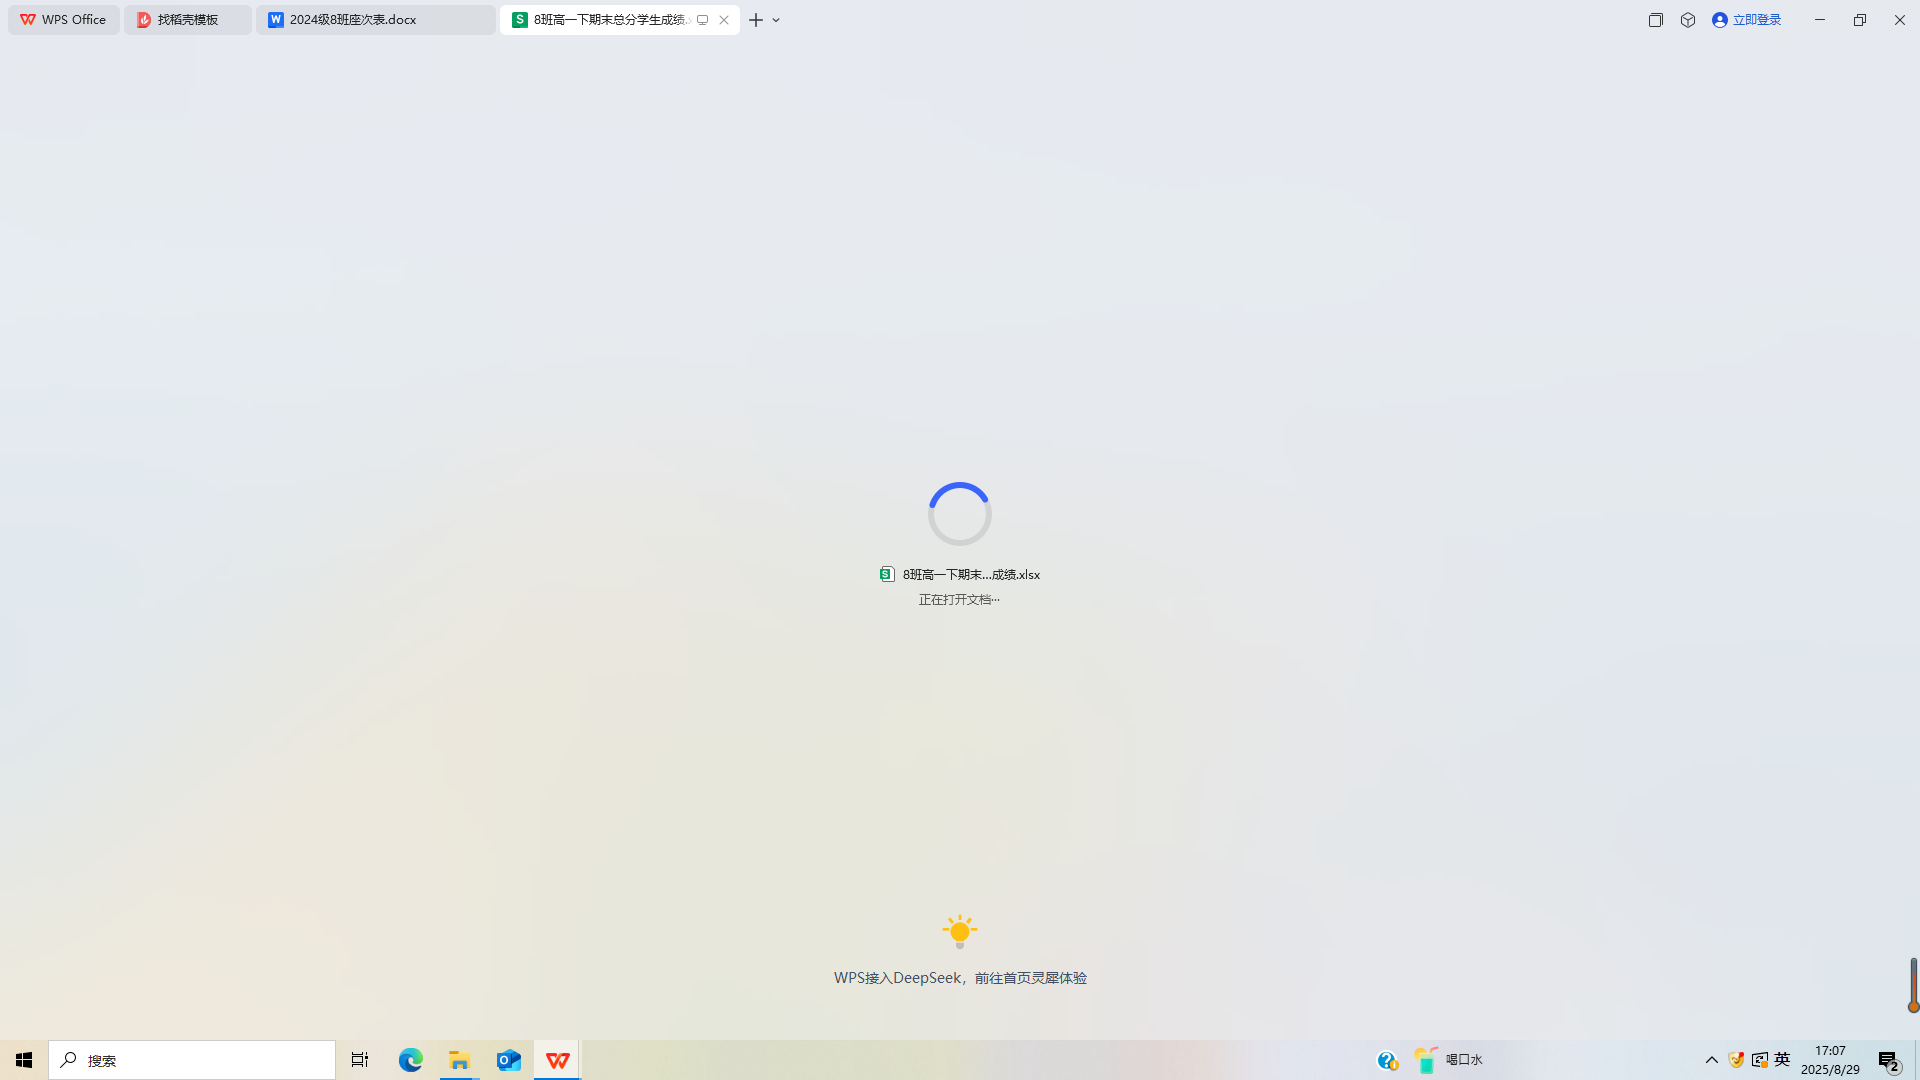 WPS Office
找稻壳模板
2024级8班座次表.docx
8班高一下期末总分学生成绩.
立即登录
8班高一下期末...成绩.xlsx
正在打开文档...
WPS接入DeepSeek，前往首页灵犀体验
搜索
喝口水
英
17:07
2025/8/29
2